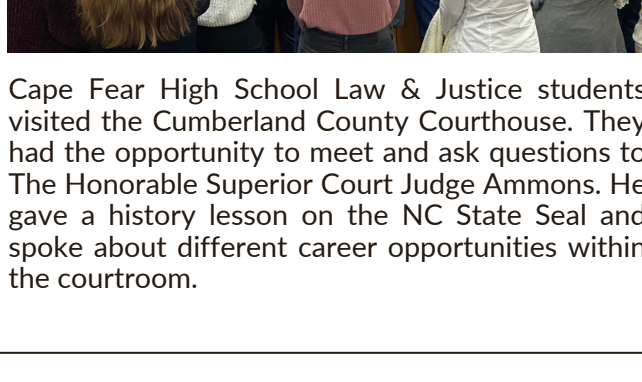 Cape Fear High School Law & Justice students
visited the Cumberland County Courthouse. They
had the opportunity to meet and ask questions to
The Honorable Superior Court Judge Ammons. He
gave a history lesson on the NC State Seal and
spoke about different career opportunities within
the courtroom.